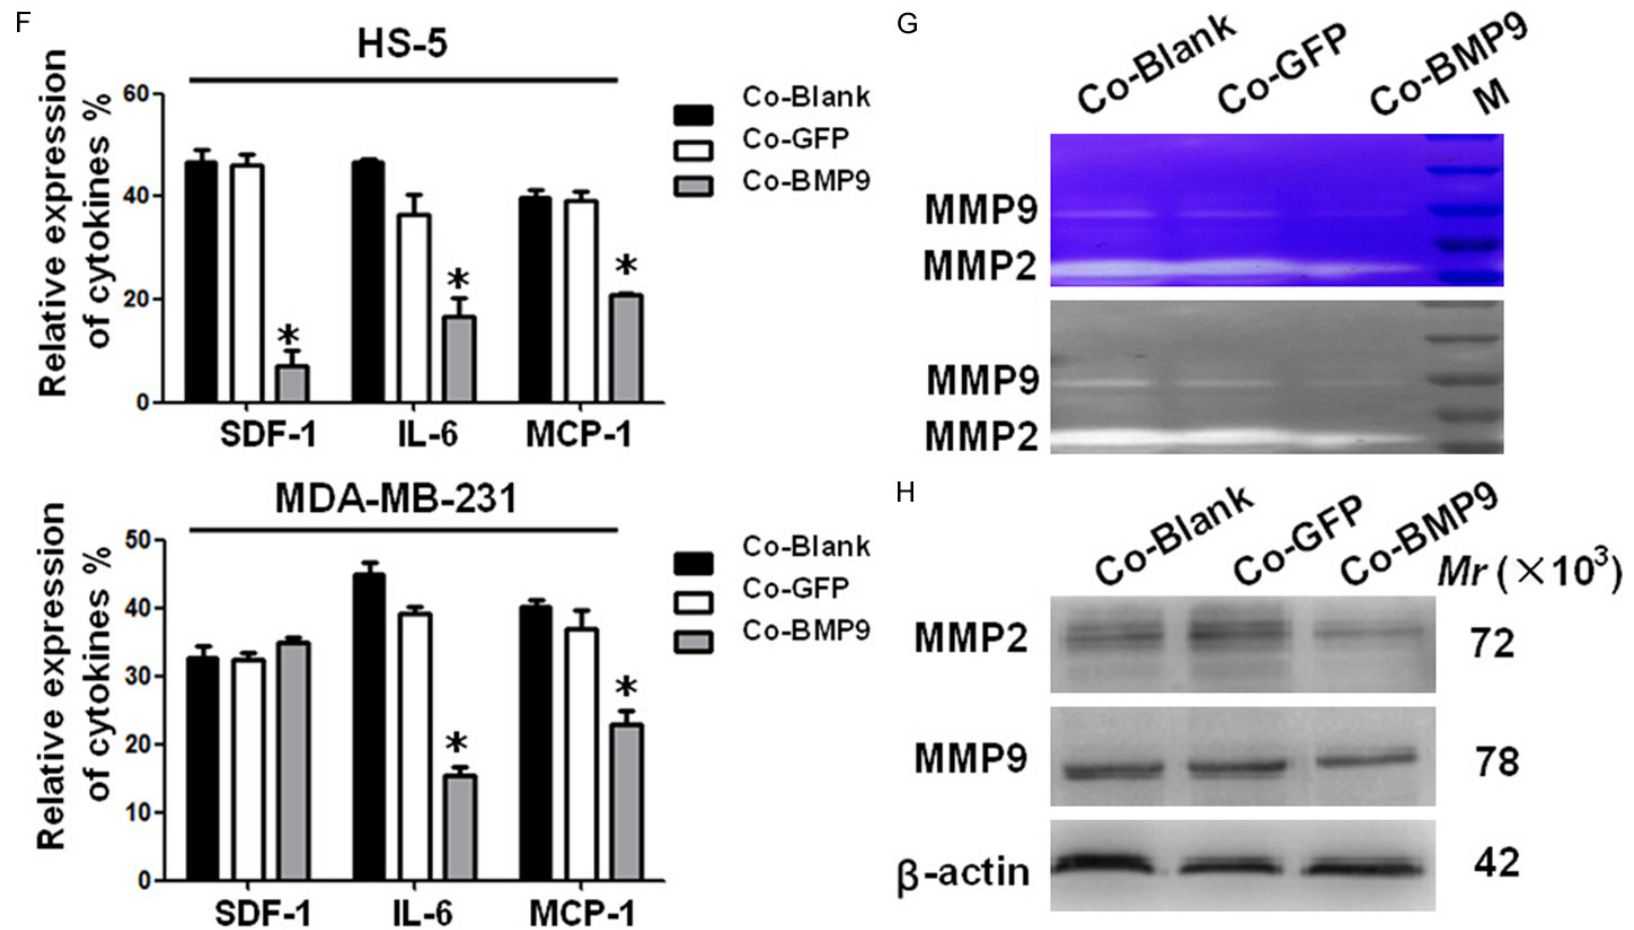 F
HS-5
Relative expression
of cytokines %
60
40
20
0
*
*
*
SDF-1
IL-6
MCP-1
Co-Blank
Co-GFP
Co-BMP9
MDA-MB-231
Relative expression
of cytokines %
50
40
30
20
10
0
*
*
SDF-1
IL-6
MCP-1
Co-Blank
Co-GFP
Co-BMP9
G
Co-Blank
Co-GFP
Co-BMP9
M
MMP9
MMP2
MMP9
MMP2
H
Co-Blank
Co-GFP
Co-BMP9
Mr (×10³)
MMP2
72
MMP9
78
β-actin
42